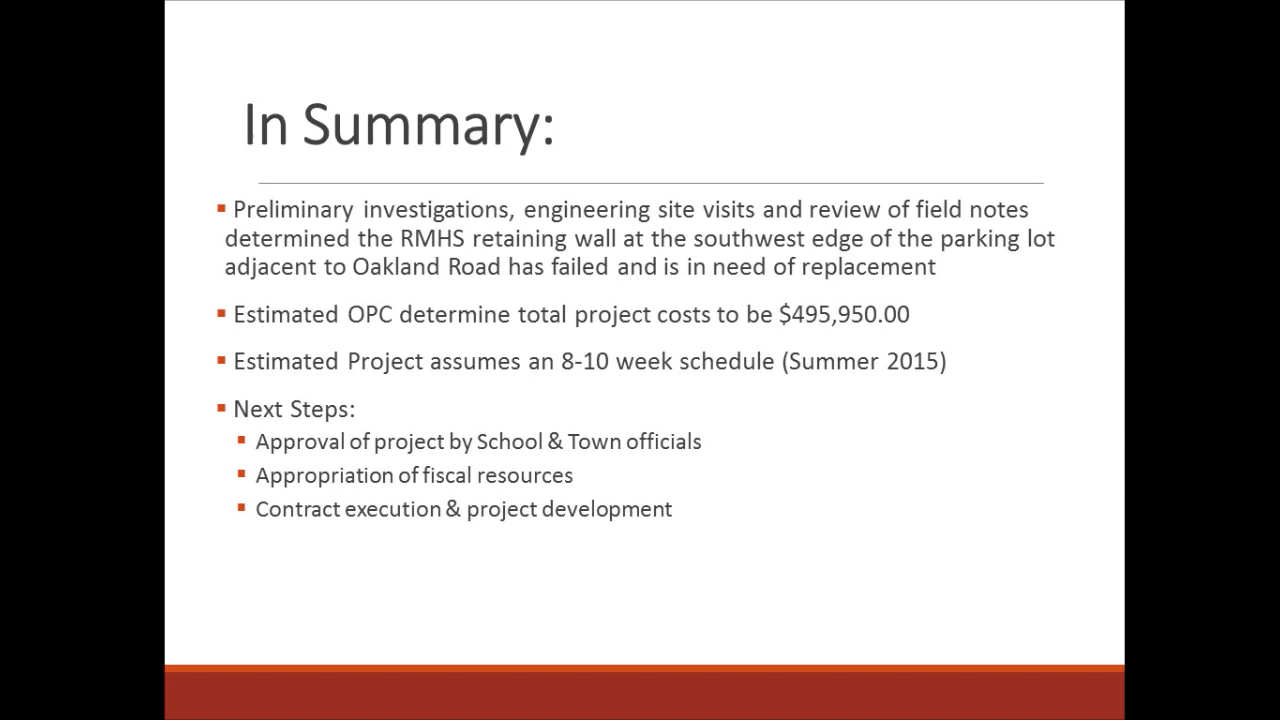 In Summary:
▪ Preliminary investigations, engineering site visits and review of field notes
determined the RMHS retaining wall at the southwest edge of the parking lot
adjacent to Oakland Road has failed and is in need of replacement
▪ Estimated OPC determine total project costs to be $495,950.00
▪ Estimated Project assumes an 8-10 week schedule (Summer 2015)
▪ Next Steps:
▪ Approval of project by School & Town officials
▪ Appropriation of fiscal resources
▪ Contract execution & project development